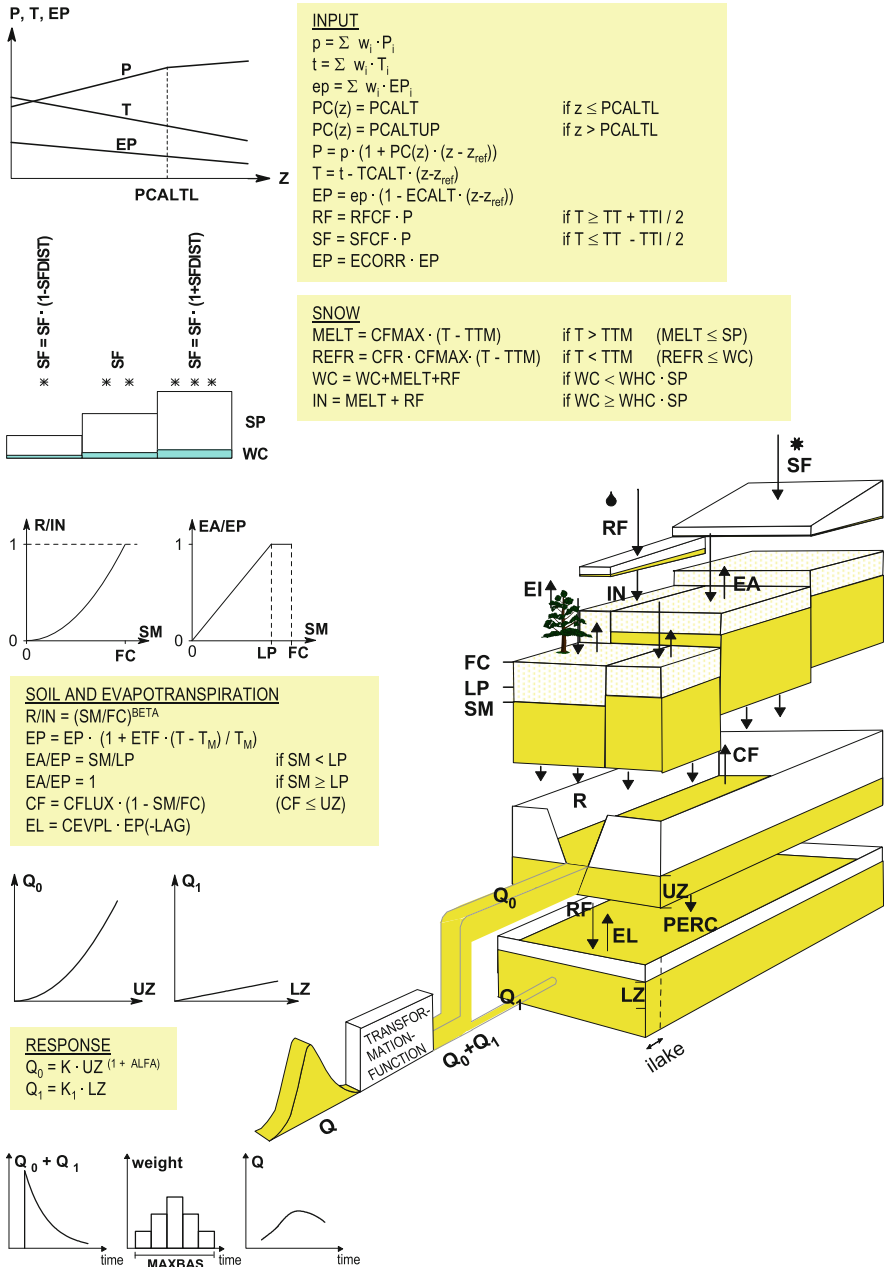 P, T, EP
P
T
EP
Z
PCALTL
INPUT
p = Σ wᵢ · Pᵢ
t = Σ wᵢ · Tᵢ
ep = Σ wᵢ · EPᵢ
PC(z) = PCALT if z ≤ PCALTL
PC(z) = PCALTUP if z > PCALTL
P = p · (1 + PC(z) · (z - z_ref))
T = t - TCALT · (z-z_ref)
EP = ep · (1 - ECALT · (z-z_ref))
RF = RFCF · P if T ≥ TT + TTI / 2
SF = SFCF · P if T ≤ TT - TTI / 2
EP = ECORR · EP
SF = SF · (1-SFDIST)
SF
SF = SF · (1+SFDIST)
* * * * * *
SP
WC
SNOW
MELT = CFMAX · (T - TTM) if T > TTM (MELT ≤ SP)
REFR = CFR · CFMAX · (T - TTM) if T < TTM (REFR ≤ WC)
WC = WC+MELT+RF if WC < WHC · SP
IN = MELT + RF if WC ≥ WHC · SP
R/IN
1
0
0
FC
SM
EA/EP
1
0
0
LP
FC
SM
SOIL AND EVAPOTRANSPIRATION
R/IN = (SM/FC)^BETA
EP = EP · (1 + ETF · (T - T_M) / T_M)
EA/EP = SM/LP if SM < LP
EA/EP = 1 if SM ≥ LP
CF = CFLUX · (1 - SM/FC) (CF ≤ UZ)
EL = CEVPL · EP(-LAG)
Q₀
UZ
Q₁
LZ
RESPONSE
Q₀ = K · UZ^(1 + ALFA)
Q₁ = K₁ · LZ
Q₀ + Q₁
time
weight
time
MAXBAS
Q
time
*
SF
RF
EI
IN
EA
FC
LP
SM
R
CF
UZ
Q₀
RF
EL
PERC
Q₁
LZ
ilake
TRANSFOR-
MATION-
FUNCTION
Q₀+Q₁
Q